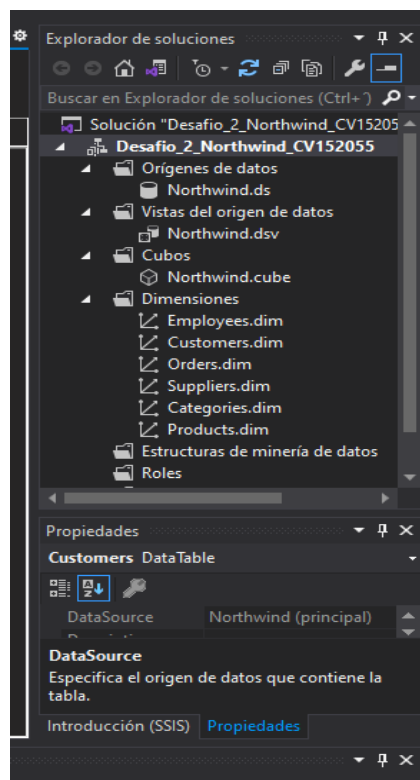 Explorador de soluciones
Buscar en Explorador de soluciones (Ctrl+´)
Solución "Desafio_2_Northwind_CV15205
Desafio_2_Northwind_CV152055
Orígenes de datos
Northwind.ds
Vistas del origen de datos
Northwind.dsv
Cubos
Northwind.cube
Dimensiones
Employees.dim
Customers.dim
Orders.dim
Suppliers.dim
Categories.dim
Products.dim
Estructuras de minería de datos
Roles
Propiedades
Customers DataTable
DataSource Northwind (principal)
DataSource
Especifica el origen de datos que contiene la
tabla.
Introducción (SSIS) Propiedades